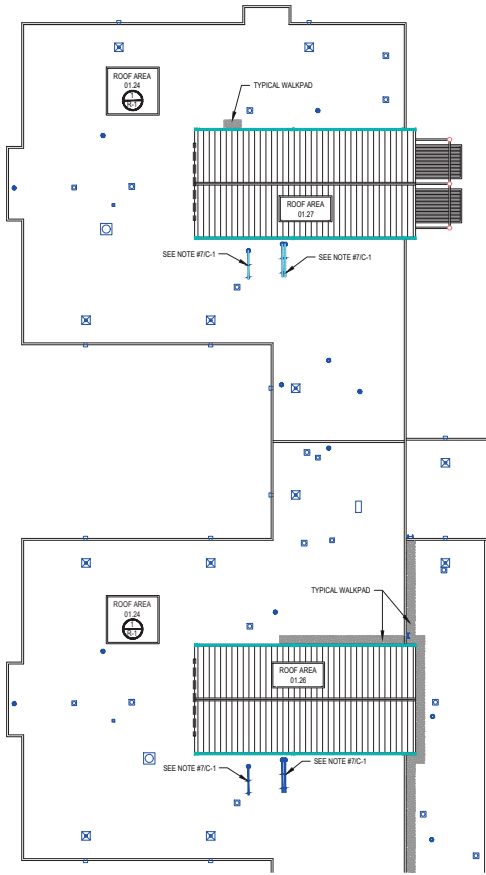 ROOF AREA
01.24
1
R-1
TYPICAL WALKPAD
ROOF AREA
01.27
SEE NOTE #7/C-1
SEE NOTE #7/C-1
TYPICAL WALKPAD
ROOF AREA
01.24
1
R-1
ROOF AREA
01.26
SEE NOTE #7/C-1
SEE NOTE #7/C-1